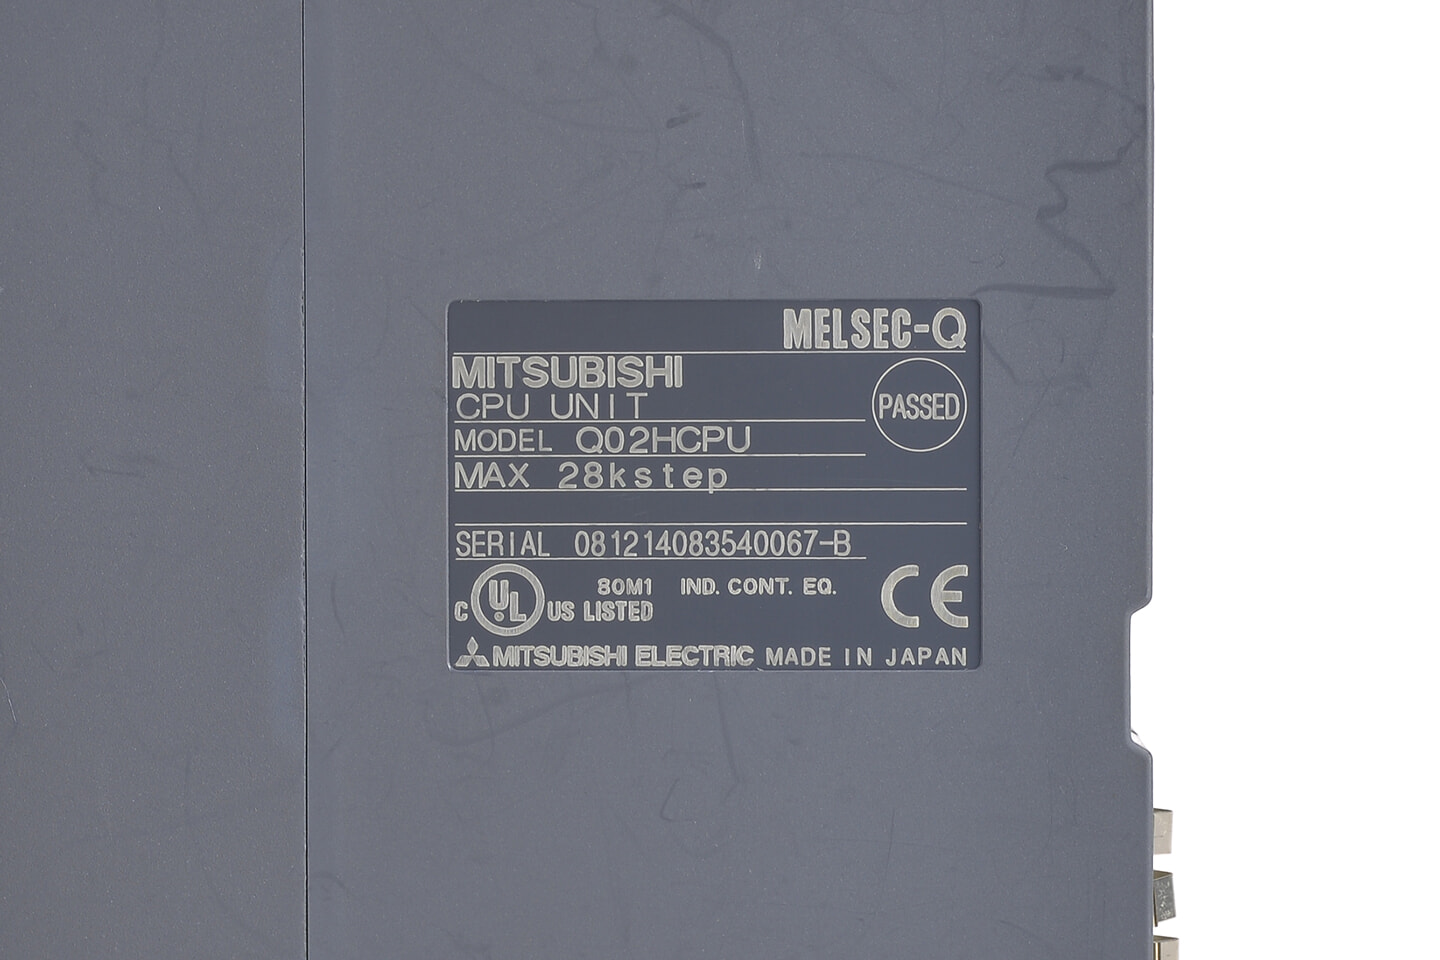 MELSEC-Q
MITSUBISHI
CPU UNIT
PASSED
MODEL Q02HCPU
MAX 28kstep
SERIAL 081214083540067-B
C UL US LISTED
80M1 IND. CONT. EQ.
CE
MITSUBISHI ELECTRIC MADE IN JAPAN